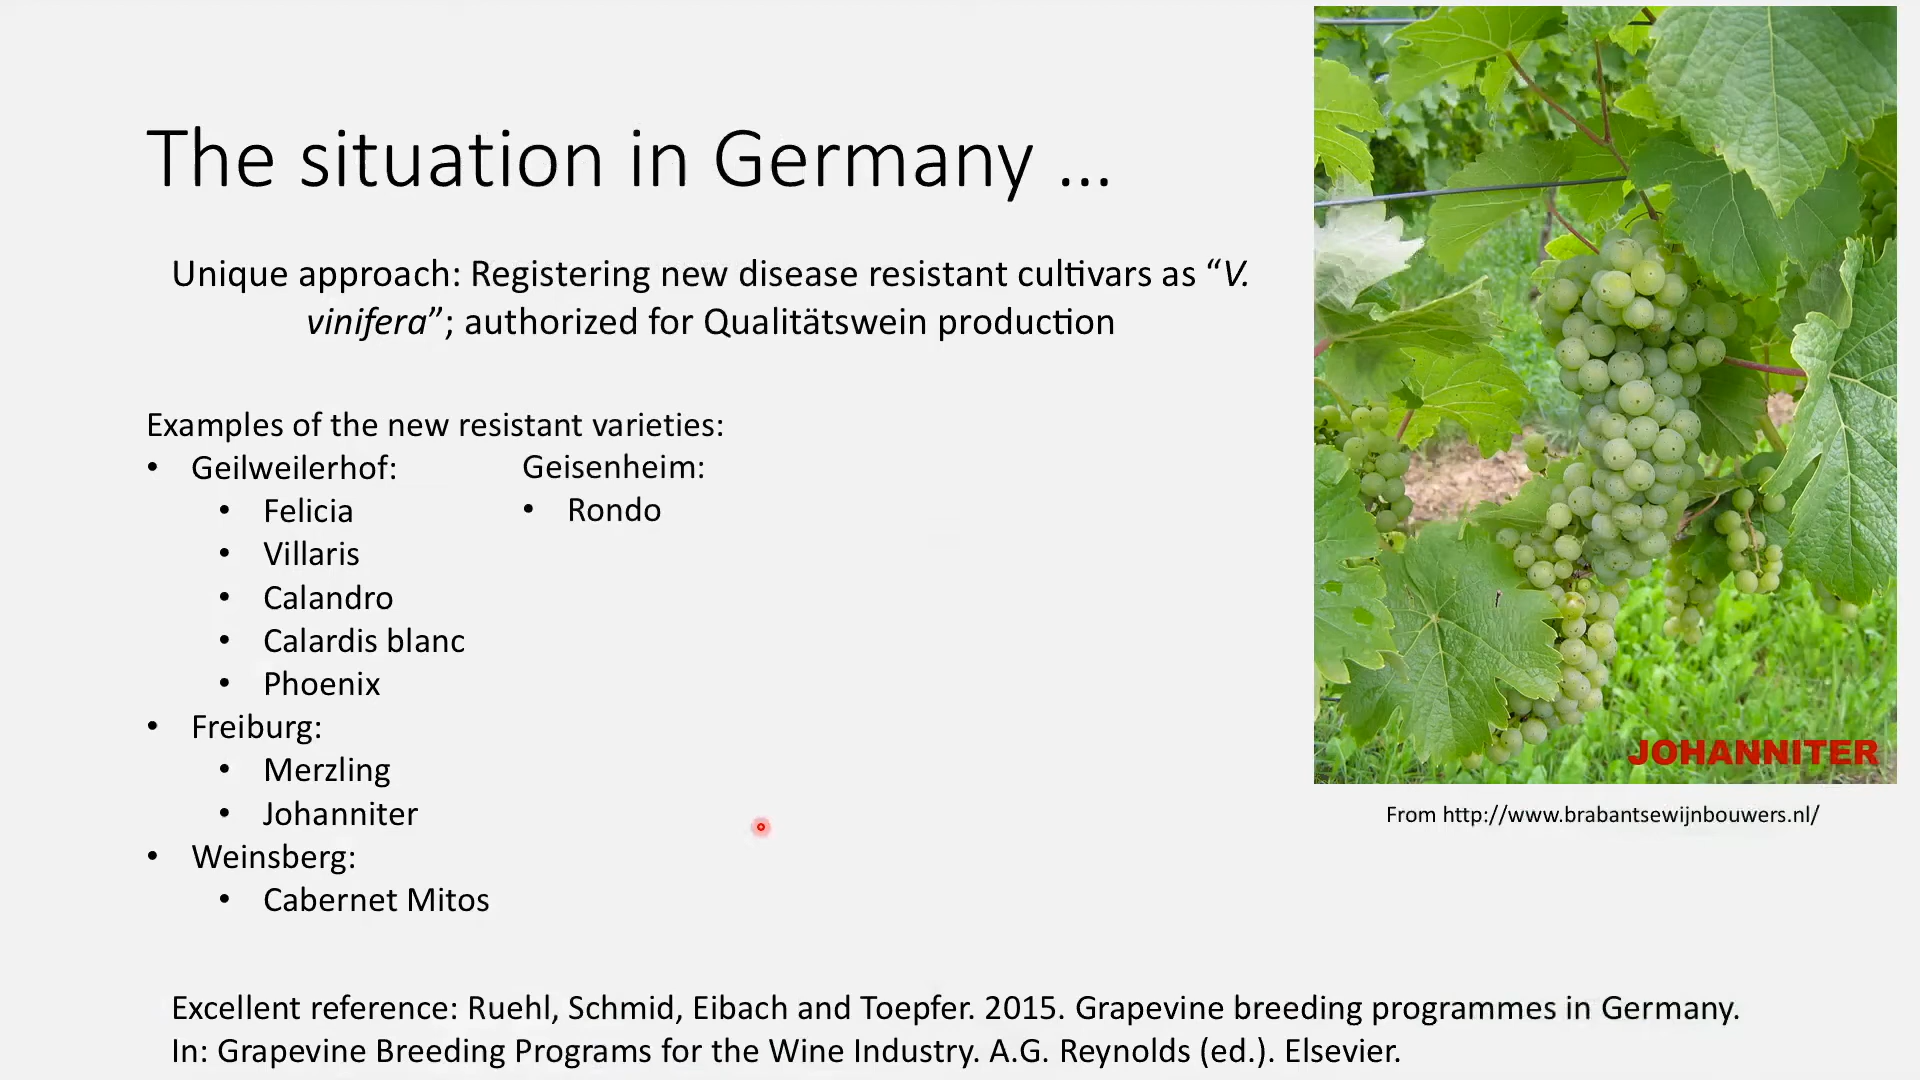 The situation in Germany ...
Unique approach: Registering new disease resistant cultivars as “V.
vinifera”; authorized for Qualitätswein production
Examples of the new resistant varieties:
• Geilweilerhof:
• Felicia
• Villaris
• Calandro
• Calardis blanc
• Phoenix
• Freiburg:
• Merzling
• Johanniter
• Weinsberg:
• Cabernet Mitos
Geisenheim:
• Rondo
JOHANNITER
From http://www.brabantsewijnbouwers.nl/
Excellent reference: Ruehl, Schmid, Eibach and Toepfer. 2015. Grapevine breeding programmes in Germany.
In: Grapevine Breeding Programs for the Wine Industry. A.G. Reynolds (ed.). Elsevier.